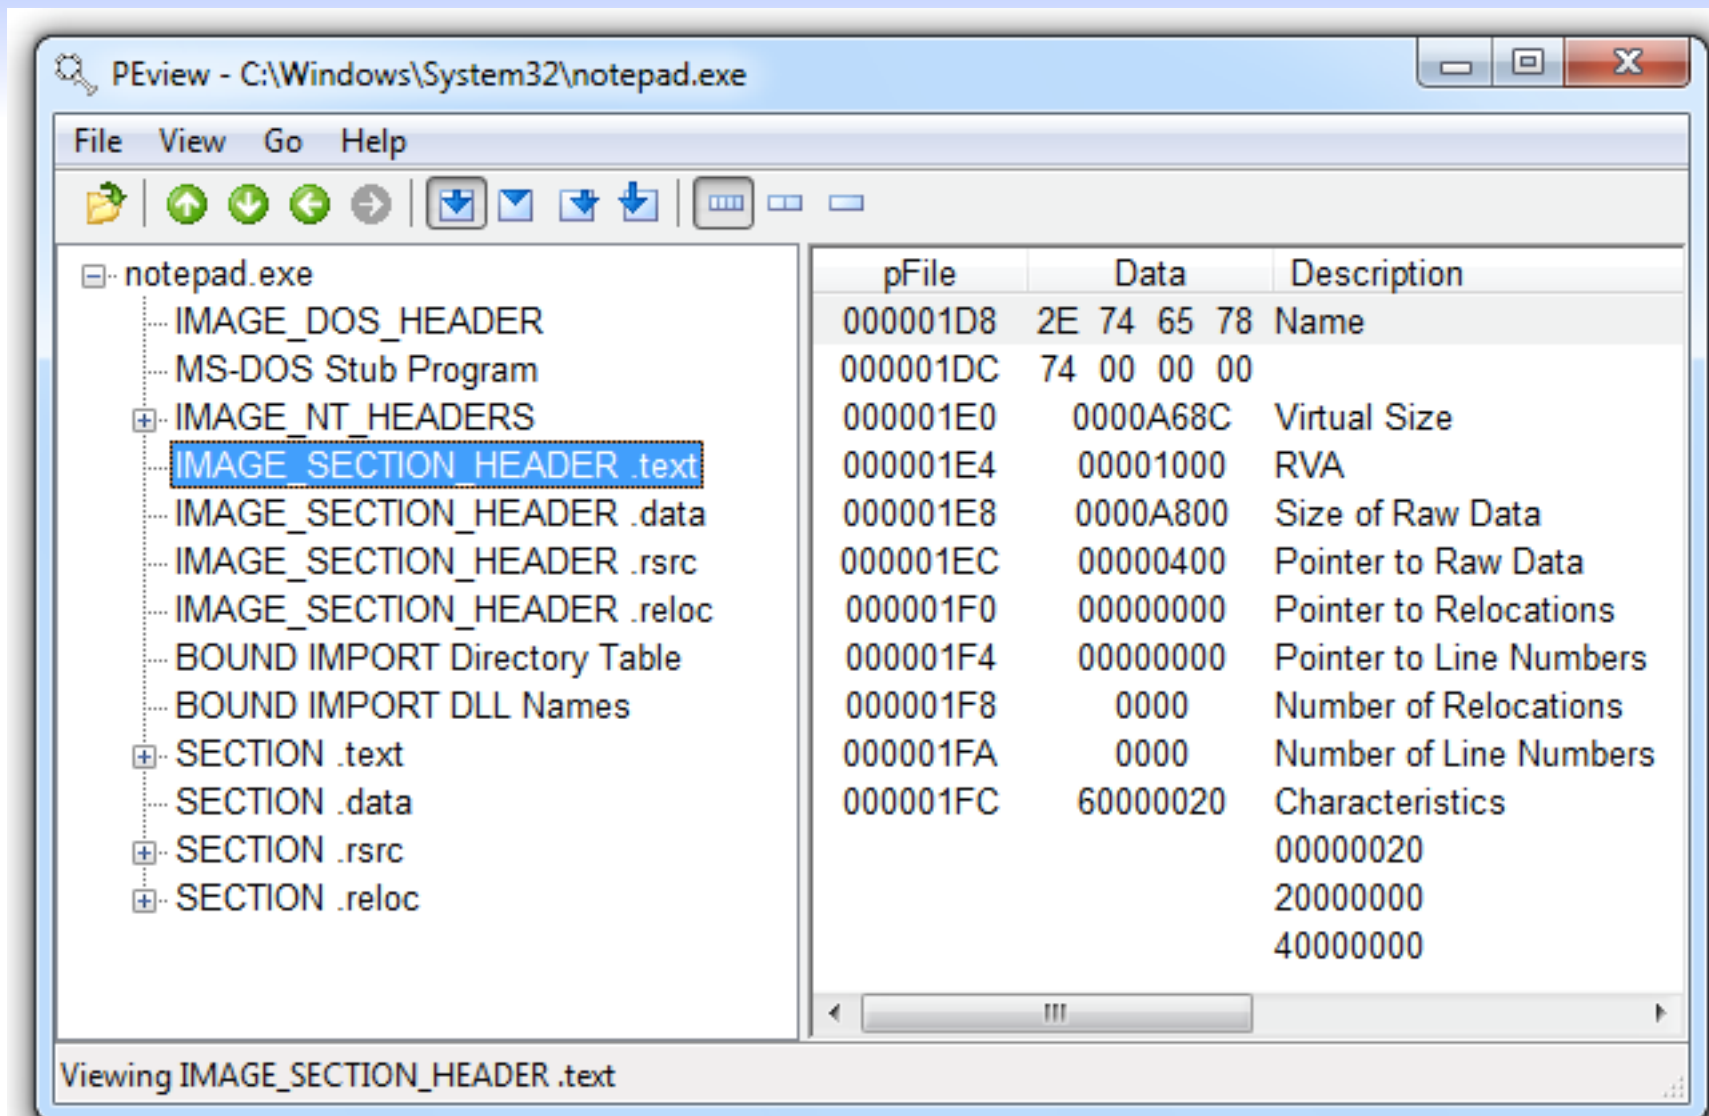 PEview - C:\Windows\System32\notepad.exe
File View Go Help
notepad.exe
IMAGE_DOS_HEADER
MS-DOS Stub Program
IMAGE_NT_HEADERS
IMAGE_SECTION_HEADER .text
IMAGE_SECTION_HEADER .data
IMAGE_SECTION_HEADER .rsrc
IMAGE_SECTION_HEADER .reloc
BOUND IMPORT Directory Table
BOUND IMPORT DLL Names
SECTION .text
SECTION .data
SECTION .rsrc
SECTION .reloc
pFile Data Description
000001D8 2E 74 65 78 Name
000001DC 74 00 00 00
000001E0 0000A68C Virtual Size
000001E4 00001000 RVA
000001E8 0000A800 Size of Raw Data
000001EC 00000400 Pointer to Raw Data
000001F0 00000000 Pointer to Relocations
000001F4 00000000 Pointer to Line Numbers
000001F8 0000 Number of Relocations
000001FA 0000 Number of Line Numbers
000001FC 60000020 Characteristics
00000020
20000000
40000000
Viewing IMAGE_SECTION_HEADER .text